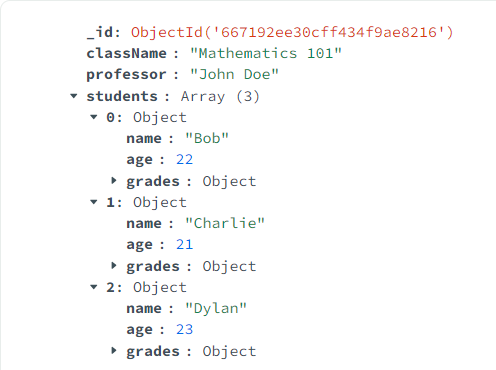 _id: ObjectId('667192ee30cff434f9ae8216')
className : "Mathematics 101"
professor : "John Doe"
students : Array (3)
0: Object
name : "Bob"
age : 22
grades : Object
1: Object
name : "Charlie"
age : 21
grades : Object
2: Object
name : "Dylan"
age : 23
grades : Object